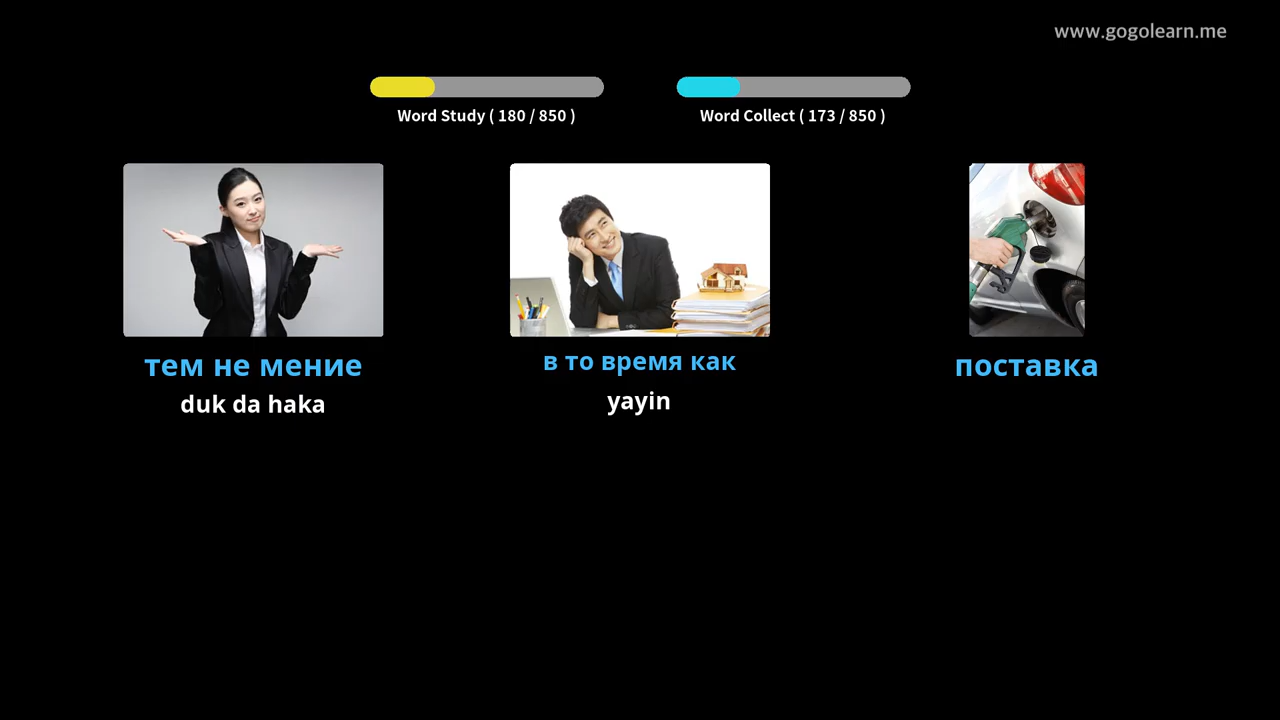 www.gogolearn.me
Word Study ( 180 / 850 )
Word Collect ( 173 / 850 )
тем не мение
duk da haka
в то время как
yayin
поставка